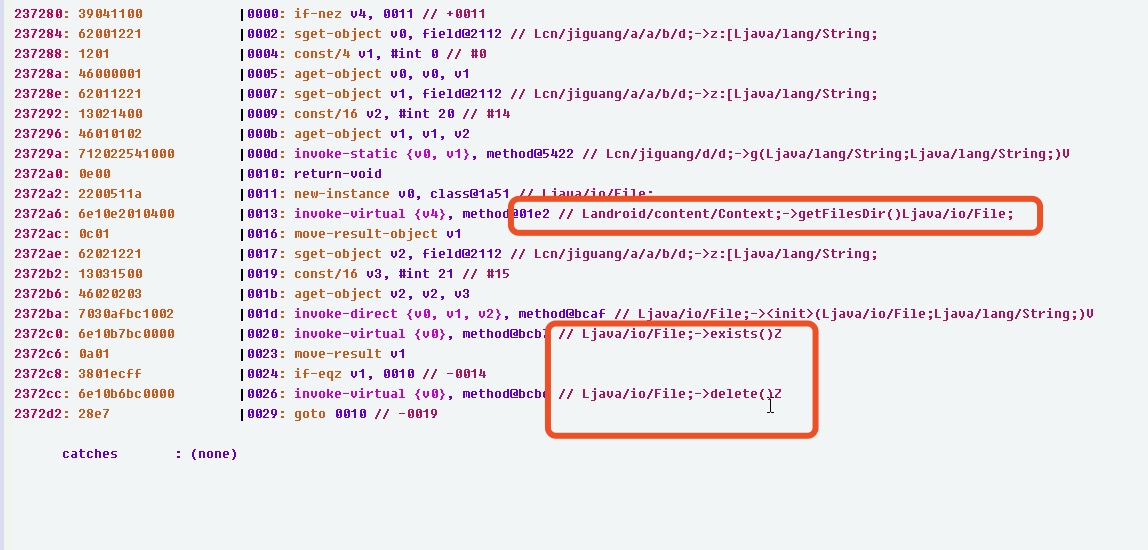 237280: 39041100 |0000: if-nez v4, 0011 // +0011
237284: 62001221 |0002: sget-object v0, field@2112 // Lcn/jiguang/a/a/b/d;->z:[Ljava/lang/String;
237288: 1201 |0004: const/4 v1, #int 0 // #0
23728a: 46000001 |0005: aget-object v0, v0, v1
23728e: 62011221 |0007: sget-object v1, field@2112 // Lcn/jiguang/a/a/b/d;->z:[Ljava/lang/String;
237292: 13021400 |0009: const/16 v2, #int 20 // #14
237296: 46010102 |000b: aget-object v1, v1, v2
23729a: 712022541000 |000d: invoke-static {v0, v1}, method@5422 // Lcn/jiguang/d/d;->g(Ljava/lang/String;Ljava/lang/String;)V
2372a0: 0e00 |0010: return-void
2372a2: 2200511a |0011: new-instance v0, class@1a51 // Ljava/io/File;
2372a6: 6e10e2010400 |0013: invoke-virtual {v4}, method@01e2 // Landroid/content/Context;->getFilesDir()Ljava/io/File;
2372ac: 0c01 |0016: move-result-object v1
2372ae: 62021221 |0017: sget-object v2, field@2112 // Lcn/jiguang/a/a/b/d;->z:[Ljava/lang/String;
2372b2: 13031500 |0019: const/16 v3, #int 21 // #15
2372b6: 46020203 |001b: aget-object v2, v2, v3
2372ba: 7030afbc1002 |001d: invoke-direct {v0, v1, v2}, method@bcaf // Ljava/io/File;-><init>(Ljava/io/File;Ljava/lang/String;)V
2372c0: 6e10b7bc0000 |0020: invoke-virtual {v0}, method@bcb7 // Ljava/io/File;->exists()Z
2372c6: 0a01 |0023: move-result v1
2372c8: 3801ecff |0024: if-eqz v1, 0010 // -0014
2372cc: 6e10b6bc0000 |0026: invoke-virtual {v0}, method@bcb6 // Ljava/io/File;->delete()Z
2372d2: 28e7 |0029: goto 0010 // -0019
catches : (none)